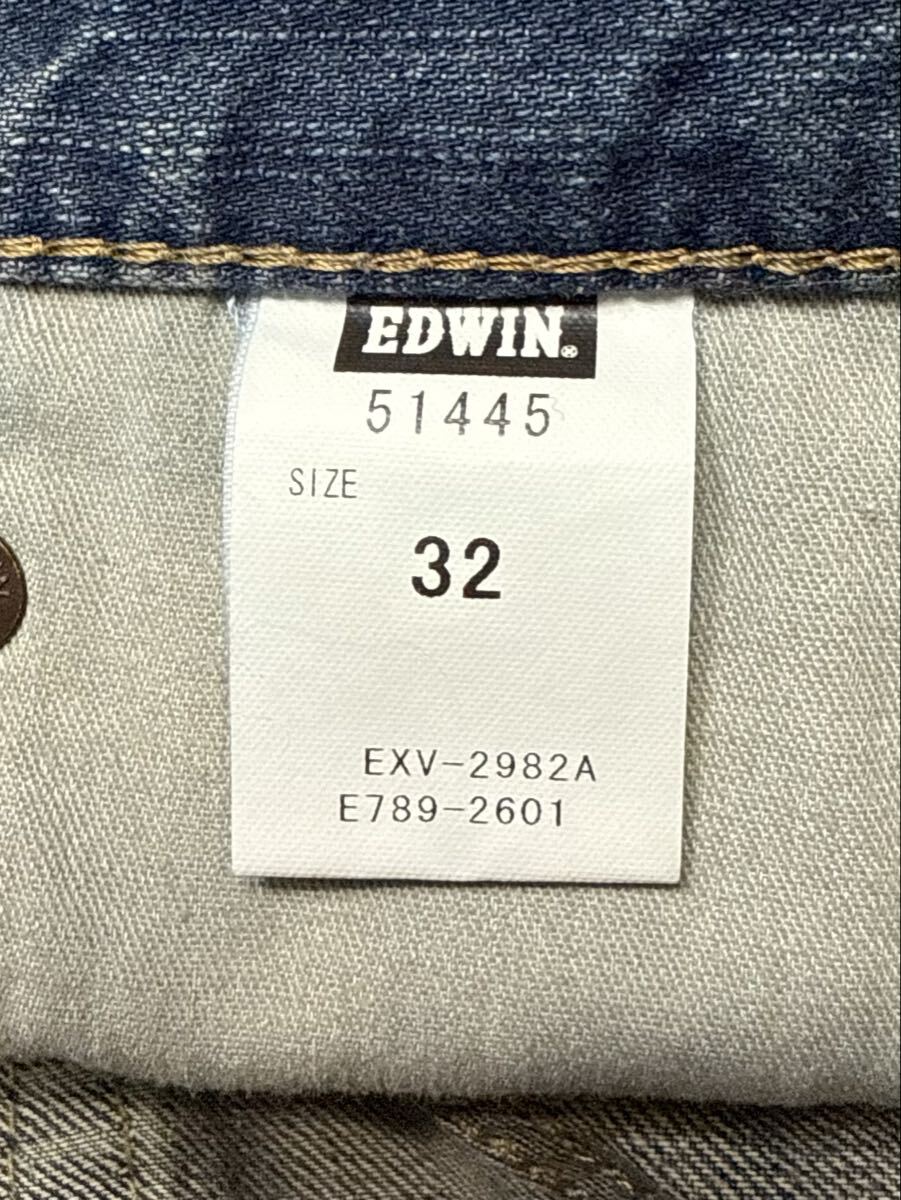 EDWIN®
51445
SIZE
32
EXV-2982A
E789-2601